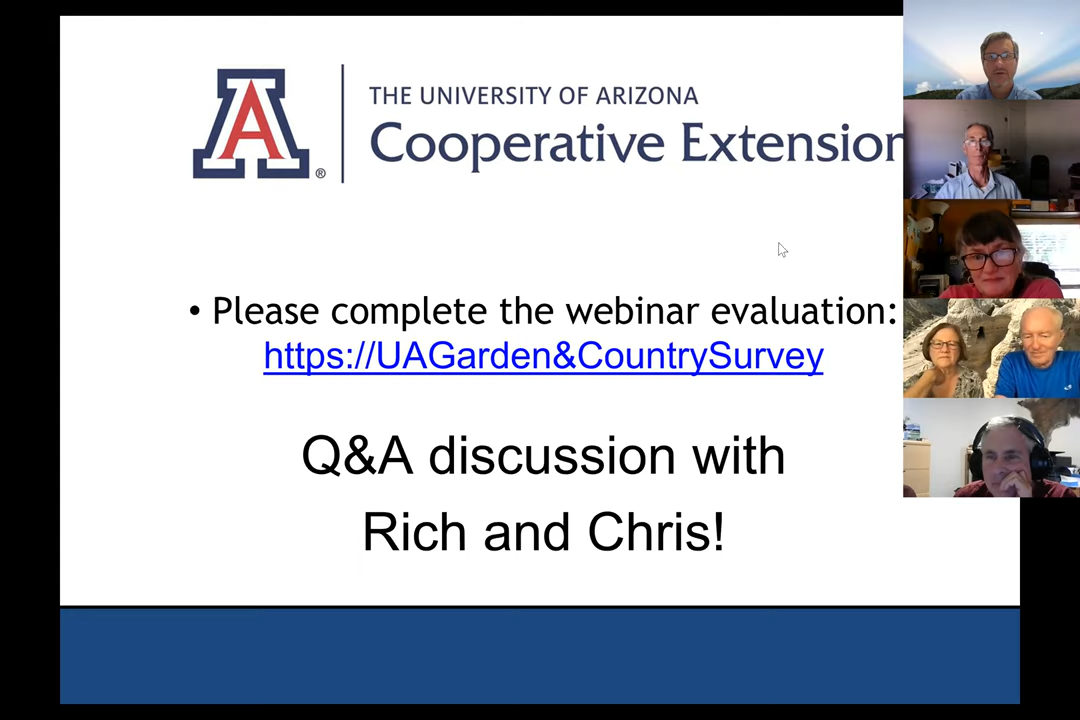 A®
THE UNIVERSITY OF ARIZONA
Cooperative Extension
• Please complete the webinar evaluation:
https://UAGarden&CountrySurvey
Q&A discussion with
Rich and Chris!